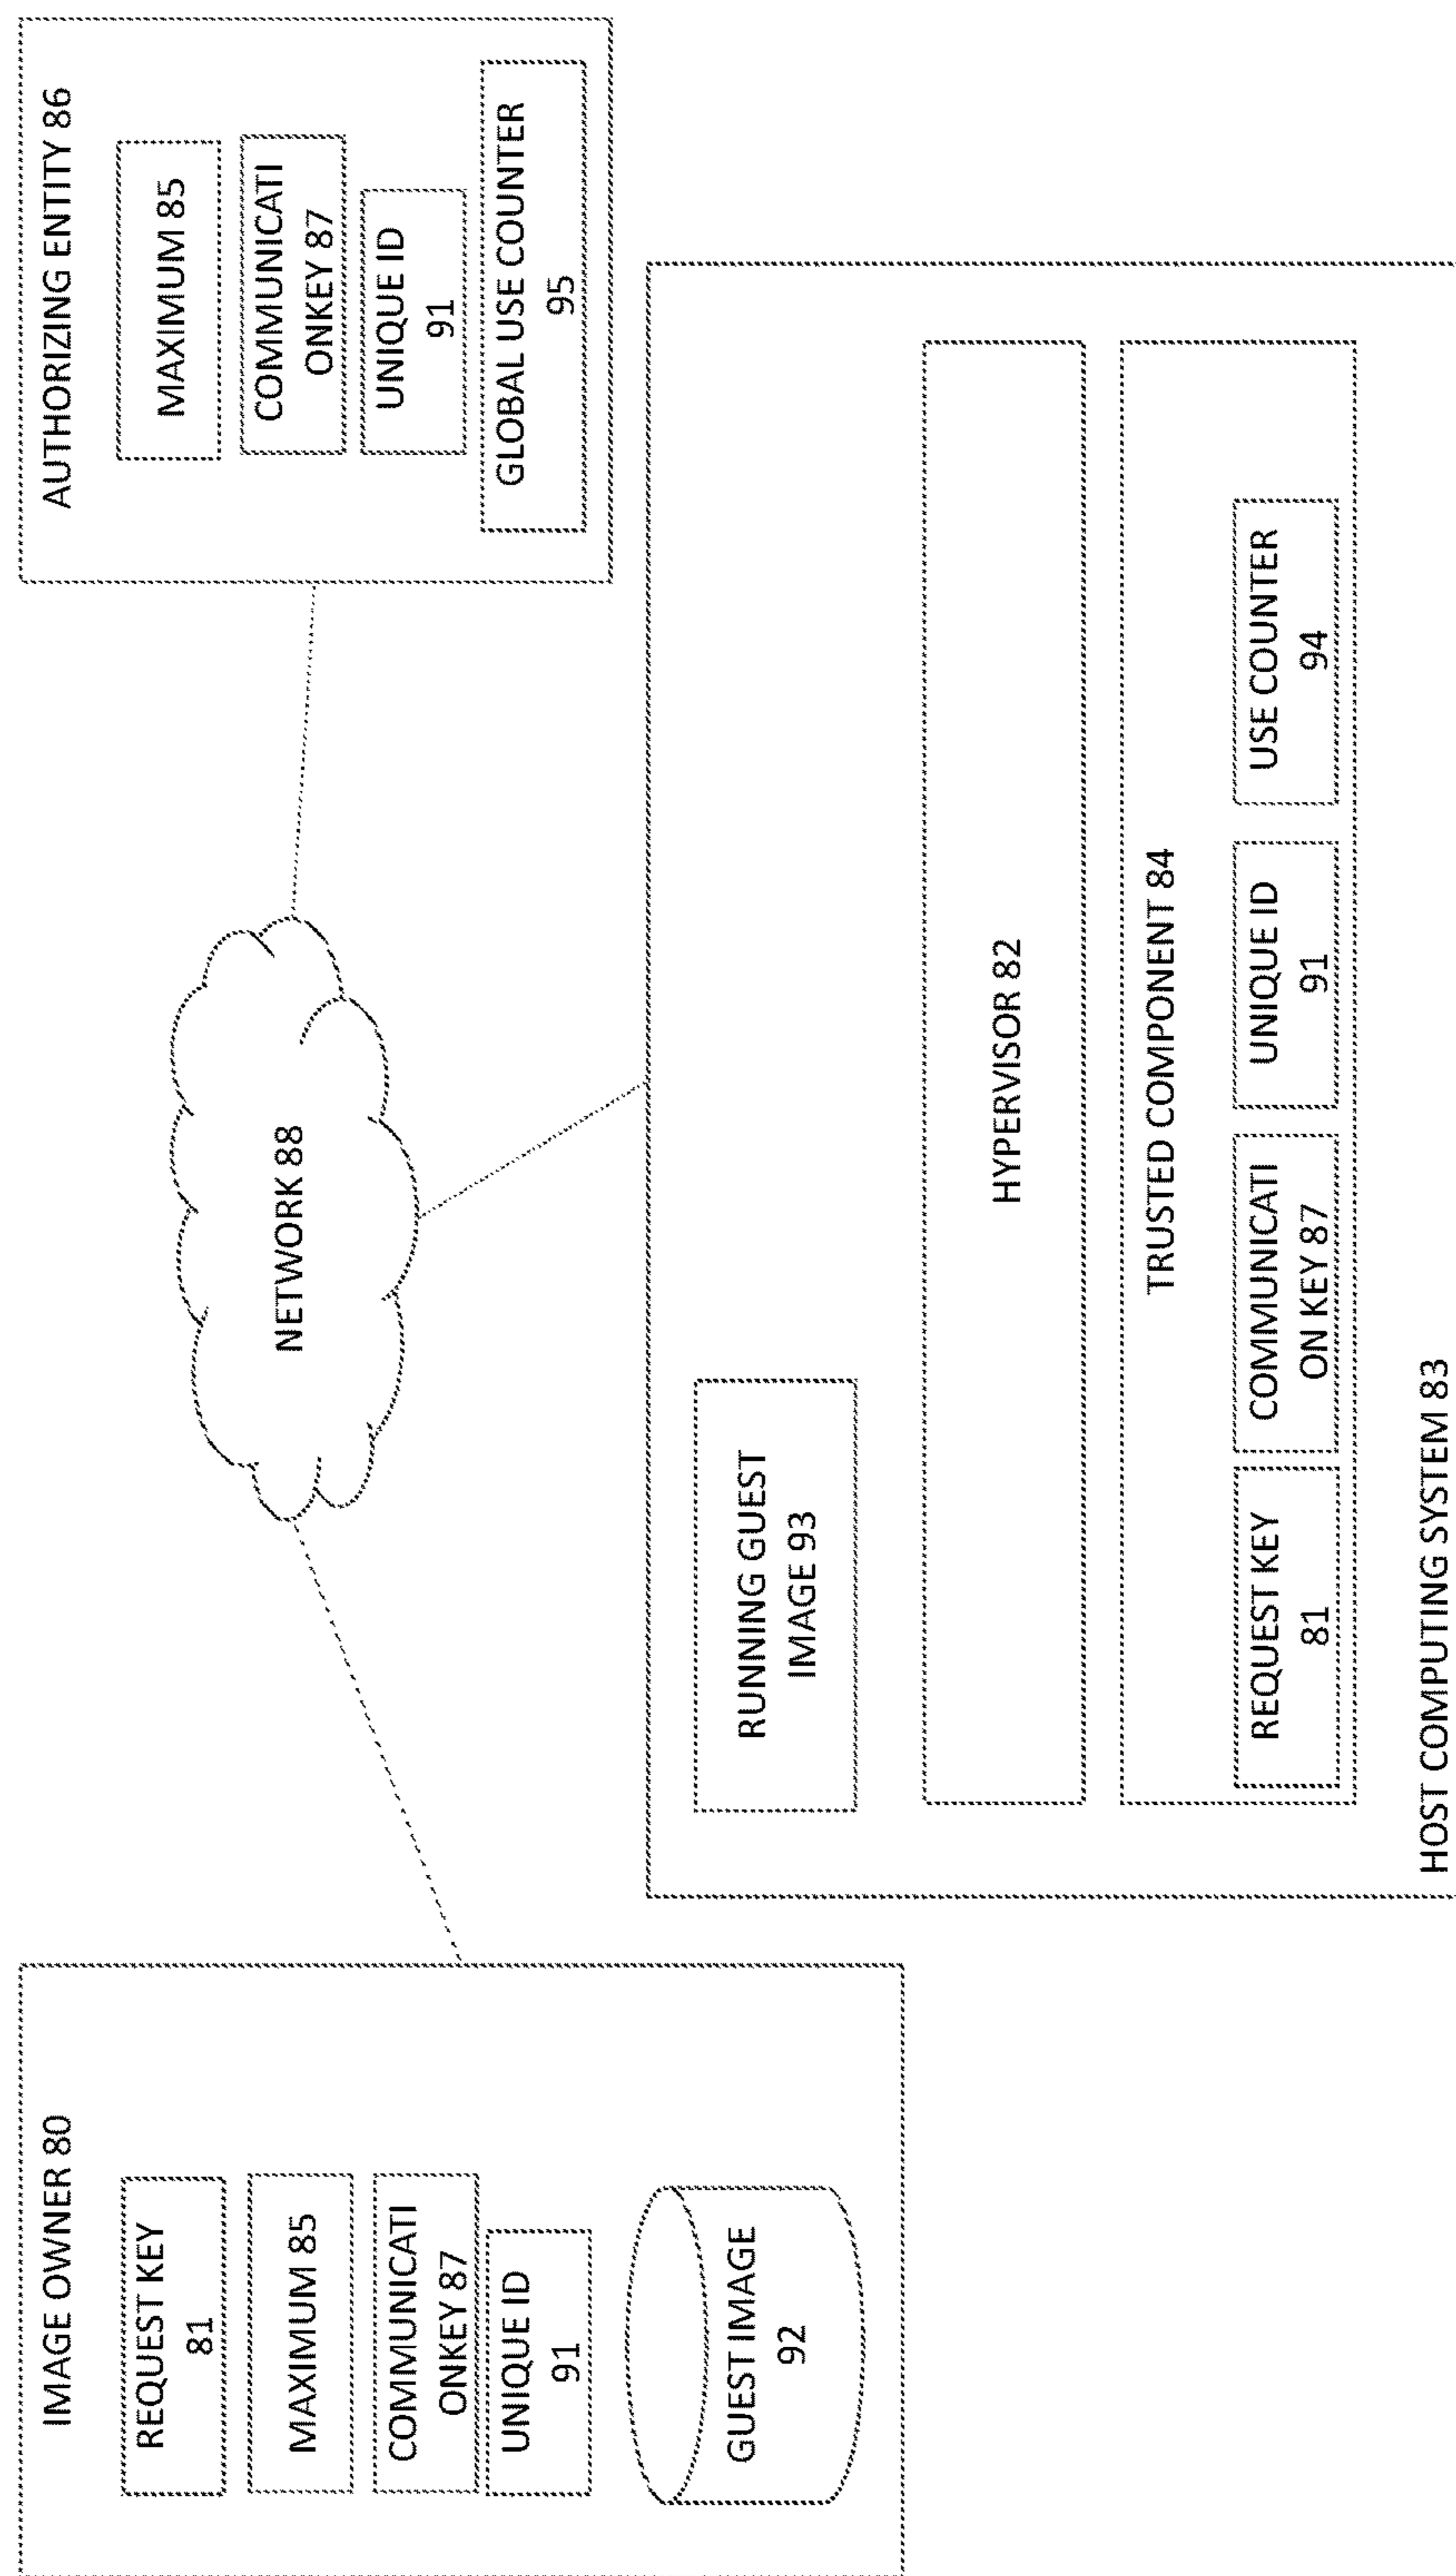 IMAGE OWNER 80
REQUEST KEY
81
MAXIMUM 85
COMMUNICATI
ONKEY 87
UNIQUE ID
91
GUEST IMAGE
92
NETWORK 88
AUTHORIZING ENTITY 86
MAXIMUM 85
COMMUNICATI
ONKEY 87
UNIQUE ID
91
GLOBAL USE COUNTER
95
RUNNING GUEST
IMAGE 93
HYPERVISOR 82
TRUSTED COMPONENT 84
REQUEST KEY
81
COMMUNICATI
ON KEY 87
UNIQUE ID
91
USE COUNTER
94
HOST COMPUTING SYSTEM 83